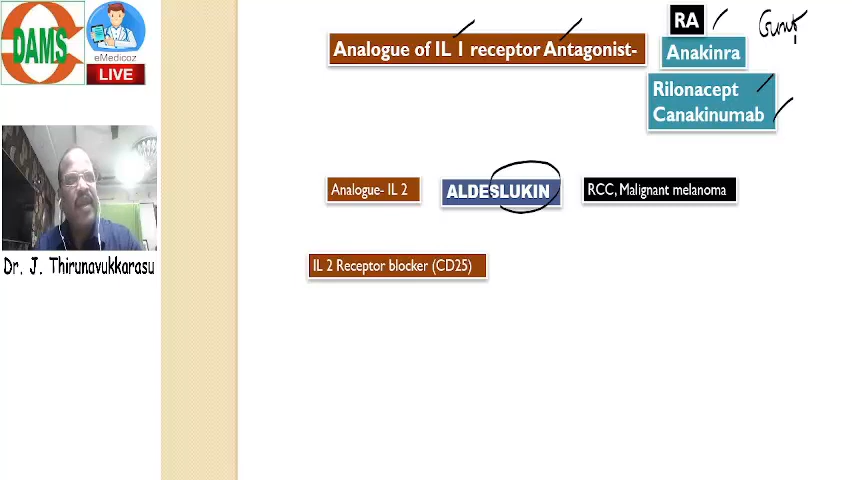 DAMS
eMedicoz
LIVE
Dr. J. Thirunavukkarasu
RA
Gout
Analogue of IL 1 receptor Antagonist-
Anakinra
Rilonacept
Canakinumab
Analogue- IL 2
ALDESLUKIN
RCC, Malignant melanoma
IL 2 Receptor blocker (CD25)